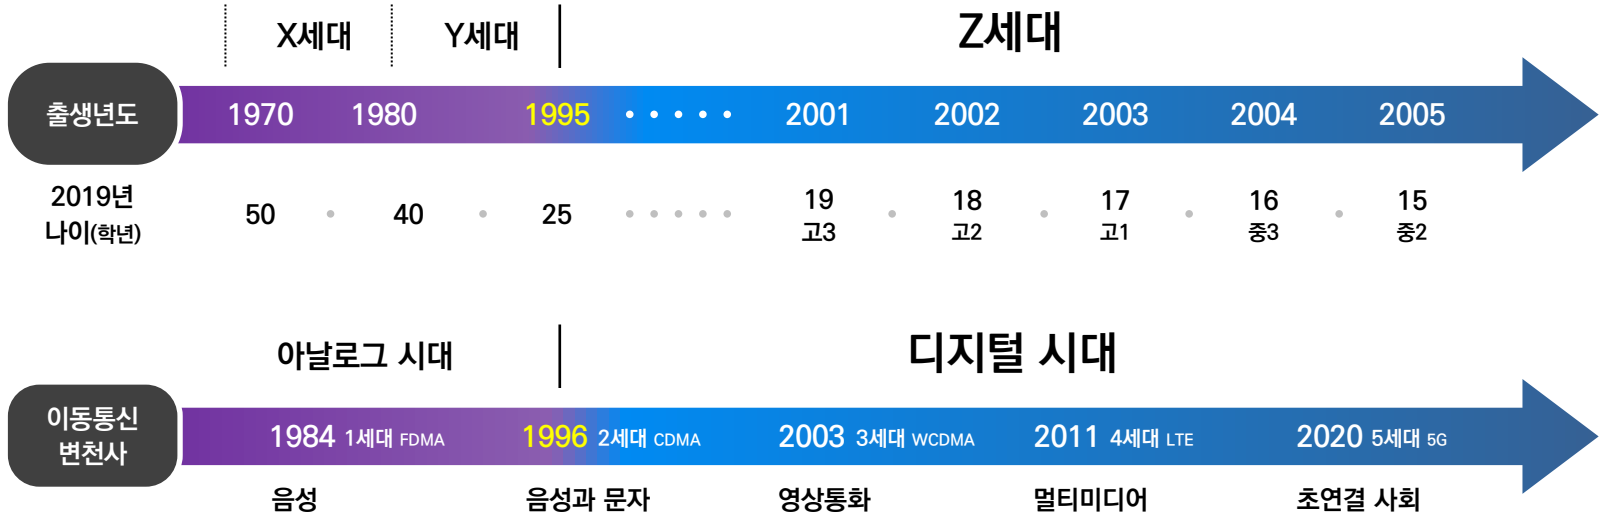 X세대 Y세대 Z세대
출생년도 1970 1980 1995 ····· 2001 2002 2003 2004 2005
2019년
나이(학년)
50 · 40 · 25 ····· 19 · 18 · 17 · 16 · 15
고3 고2 고1 중3 중2
아날로그 시대 디지털 시대
이동통신
변천사
1984 1세대 FDMA 1996 2세대 CDMA 2003 3세대 WCDMA 2011 4세대 LTE 2020 5세대 5G
음성 음성과 문자 영상통화 멀티미디어 초연결 사회